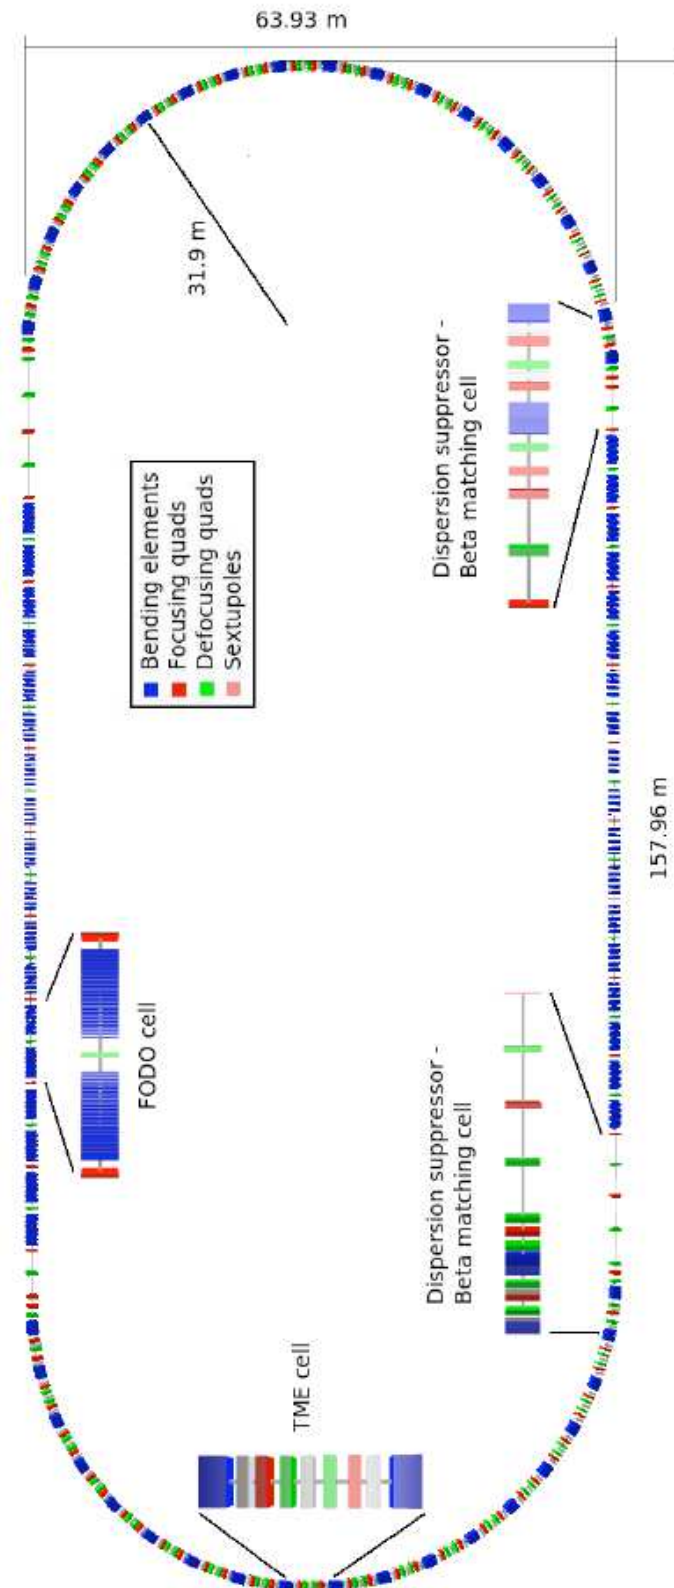 63.93 m
31.9 m
Dispersion suppressor -
Beta matching cell
Bending elements
Focusing quads
Defocusing quads
Sextupoles
157.96 m
FODO cell
Dispersion suppressor -
Beta matching cell
TME cell